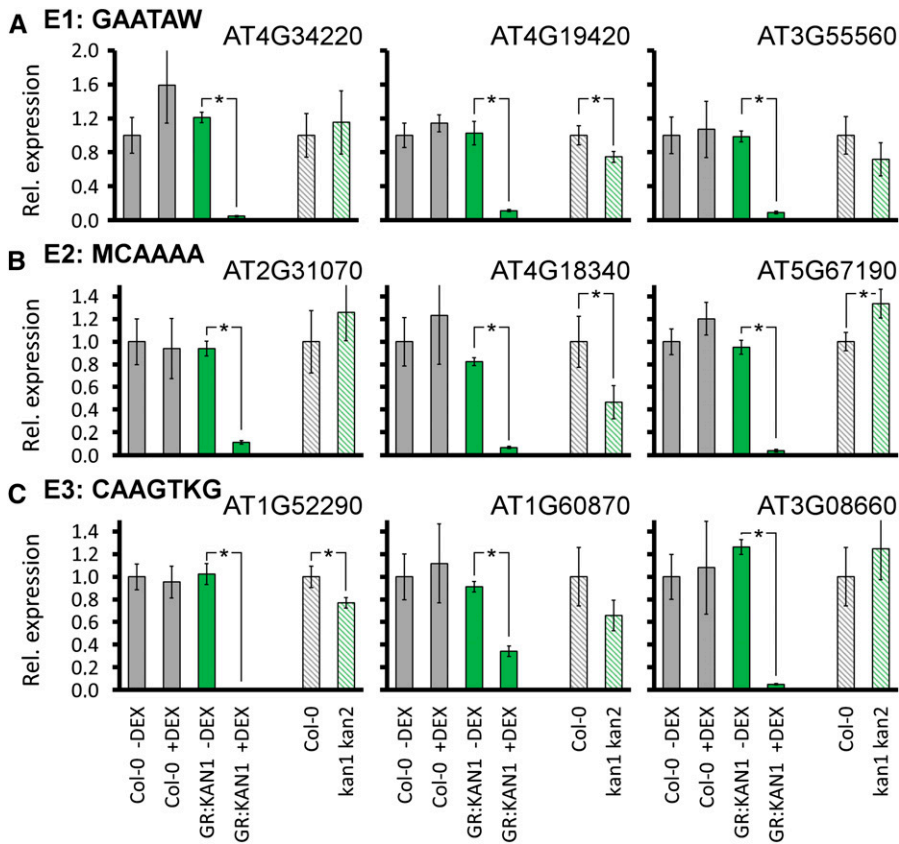 A E1: GAATAW
AT4G34220 AT4G19420 AT3G55560
Rel. expression
2.0
1.6
1.2
0.8
0.4
0.0
* * * *
B E2: MCAAAA
AT2G31070 AT4G18340 AT5G67190
Rel. expression
1.4
1.2
1.0
0.8
0.6
0.4
0.2
0.0
* * * * *
C E3: CAAGTKG
AT1G52290 AT1G60870 AT3G08660
Rel. expression
1.4
1.2
1.0
0.8
0.6
0.4
0.2
0.0
* * * *
Col-0 -DEX
Col-0 +DEX
GR:KAN1 -DEX
GR:KAN1 +DEX
Col-0
kan1 kan2
Col-0 -DEX
Col-0 +DEX
GR:KAN1 -DEX
GR:KAN1 +DEX
Col-0
kan1 kan2
Col-0 -DEX
Col-0 +DEX
GR:KAN1 -DEX
GR:KAN1 +DEX
Col-0
kan1 kan2